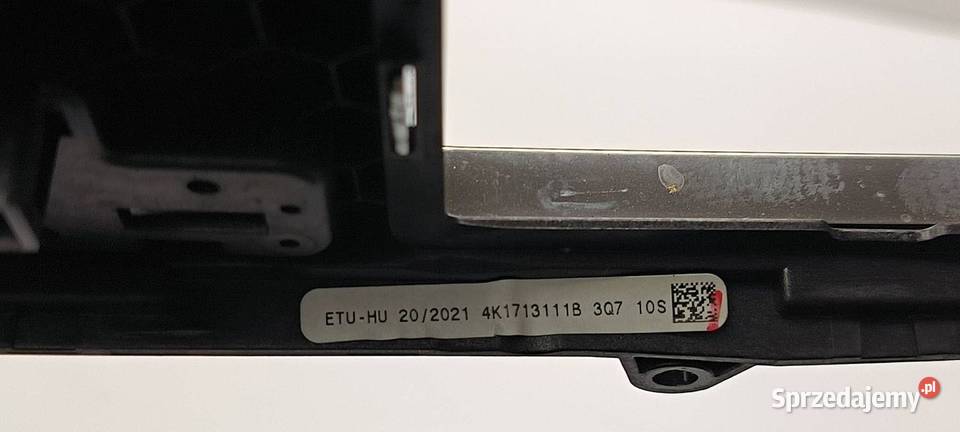 ETU-HU 20/2021 4K1713111B 3Q7 10S
Sprzedajemy.pl